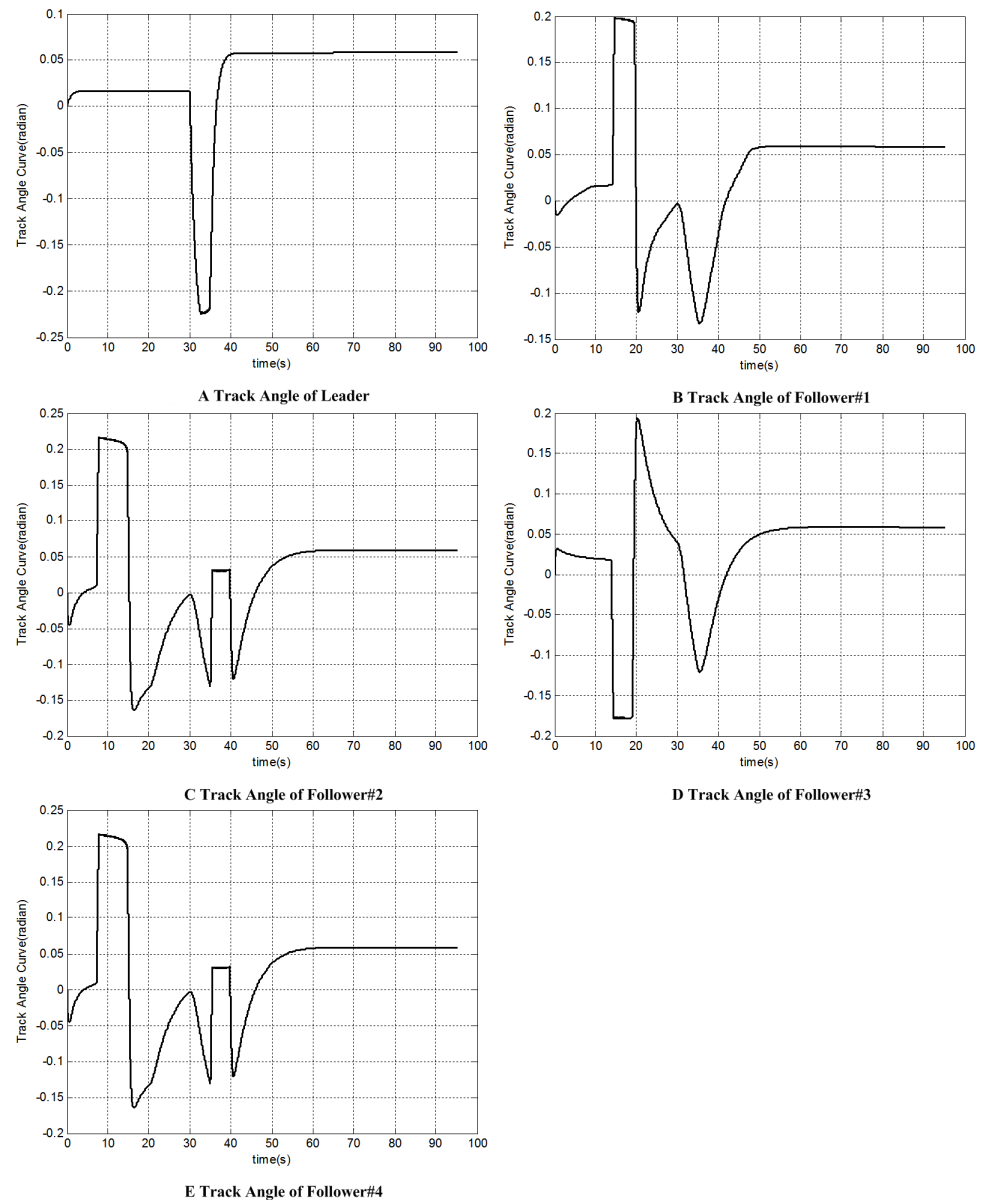 0.1
0.05
0
-0.05
-0.1
-0.15
-0.2
-0.25
Track Angle Curve(radian)
0 10 20 30 40 50 60 70 80 90 100
time(s)
A Track Angle of Leader
0.2
0.15
0.1
0.05
0
-0.05
-0.1
-0.15
Track Angle Curve(radian)
0 10 20 30 40 50 60 70 80 90 100
time(s)
B Track Angle of Follower#1
0.25
0.2
0.15
0.1
0.05
0
-0.05
-0.1
-0.15
-0.2
Track Angle Curve(radian)
0 10 20 30 40 50 60 70 80 90 100
time(s)
C Track Angle of Follower#2
0.2
0.15
0.1
0.05
0
-0.05
-0.1
-0.15
-0.2
Track Angle Curve(radian)
0 10 20 30 40 50 60 70 80 90 100
time(s)
D Track Angle of Follower#3
0.25
0.2
0.15
0.1
0.05
0
-0.05
-0.1
-0.15
-0.2
Track Angle Curve(radian)
0 10 20 30 40 50 60 70 80 90 100
time(s)
E Track Angle of Follower#4